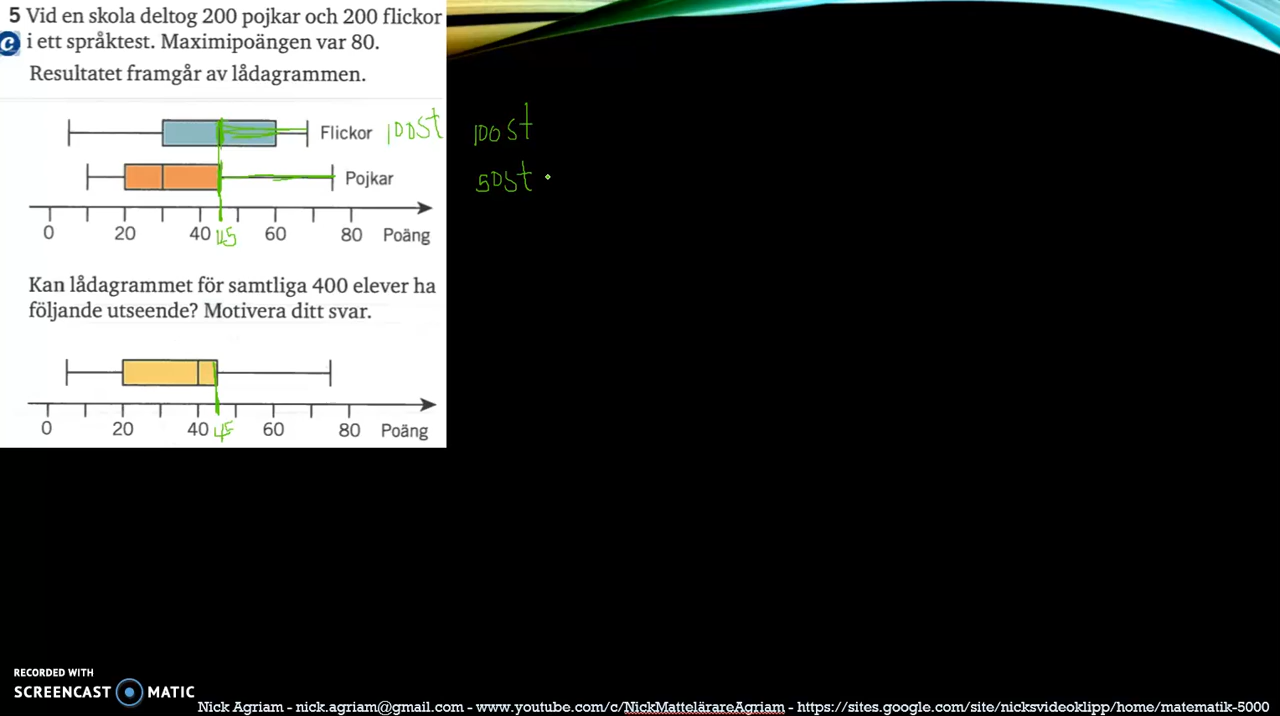 5 Vid en skola deltog 200 pojkar och 200 flickor
C i ett språktest. Maximipoängen var 80.
Resultatet framgår av lådagrammen.
Flickor 100st 100st
Pojkar 50st
0 20 40 60 80 Poäng
45
Kan lådagrammet för samtliga 400 elever ha
följande utseende? Motivera ditt svar.
0 20 40 60 80 Poäng
45
RECORDED WITH
SCREENCAST MATIC
Nick Agriam - nick.agriam@gmail.com - www.youtube.com/c/NickMattelärareAgriam - https://sites.google.com/site/nicksvideoklipp/home/matematik-5000